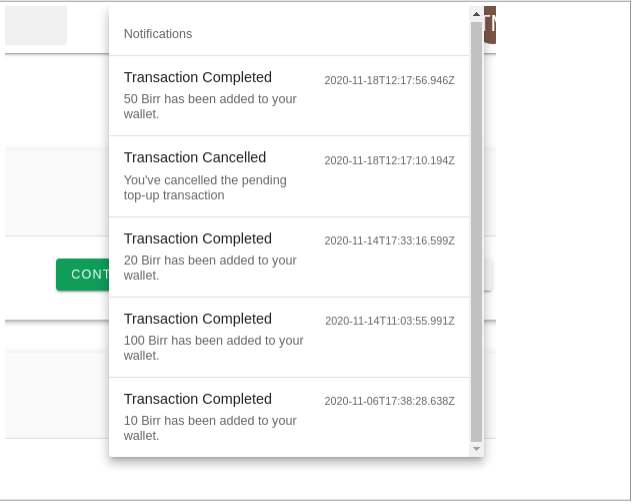 Notifications
Transaction Completed
2020-11-18T12:17:56.946Z
50 Birr has been added to your
wallet.
Transaction Cancelled
2020-11-18T12:17:10.194Z
You've cancelled the pending
top-up transaction
Transaction Completed
2020-11-14T17:33:16.599Z
20 Birr has been added to your
wallet.
CONT
Transaction Completed
2020-11-14T11:03:55.991Z
100 Birr has been added to your
wallet.
Transaction Completed
2020-11-06T17:38:28.638Z
10 Birr has been added to your
wallet.